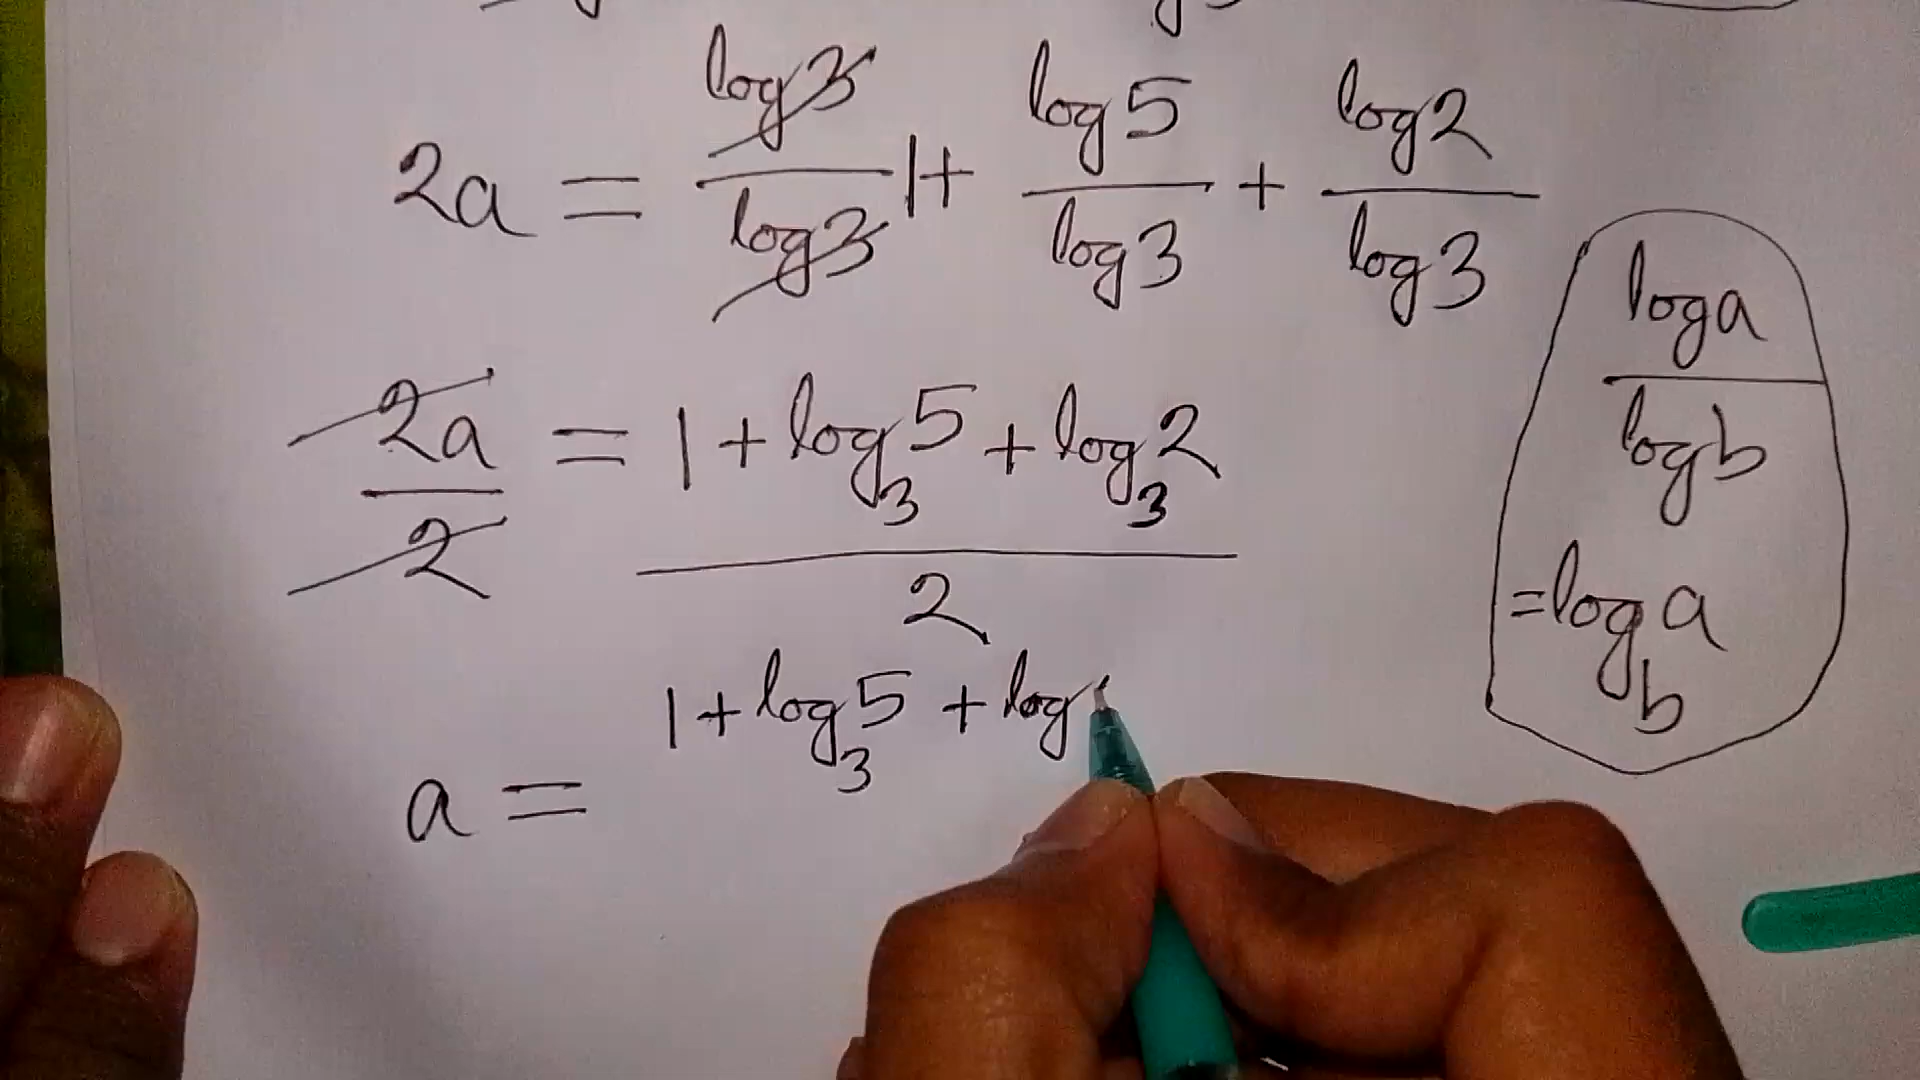 2a = log3/log3 1 + log5/log3 + log2/log3
2a/2 = (1 + log₃5 + log₃2)/2
a = 1 + log₃5 + log
loga/logb
= log_b a